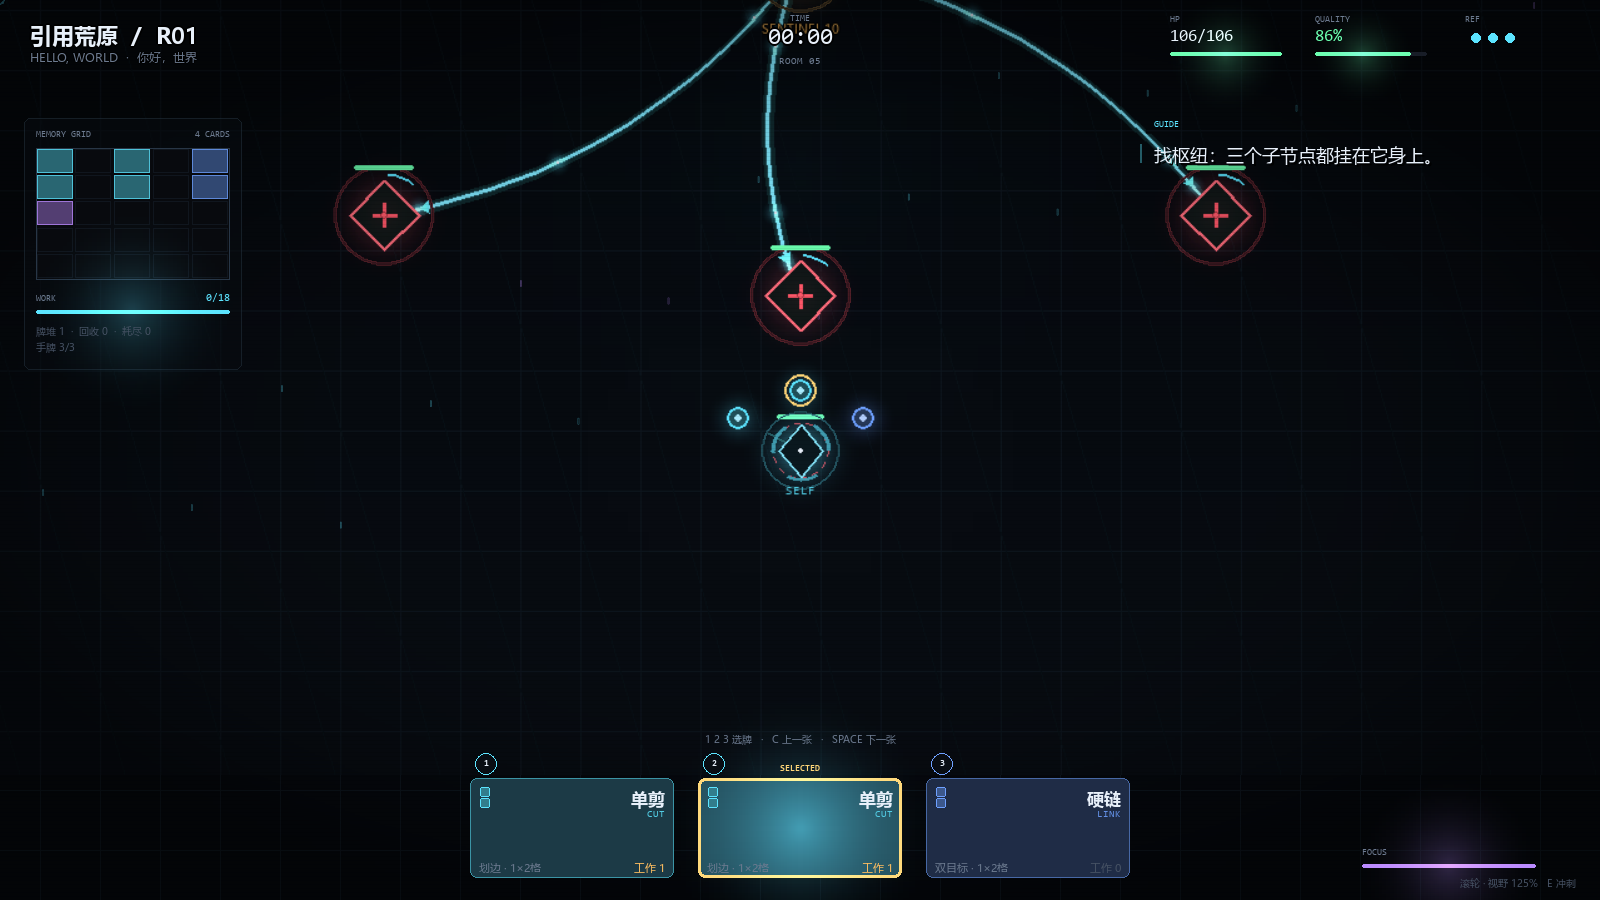 引用荒原 / R01
HELLO, WORLD · 你好，世界
TIME
SENTINEL 10
00:00
ROOM 05
HP
106/106
QUALITY
86%
REF
GUIDE
找枢纽：三个子节点都挂在它身上。
MEMORY GRID
4 CARDS
WORK
0/18
牌堆 1 · 回收 0 · 耗尽 0
手牌 3/3
SELF
1 2 3 选牌 · C 上一张 · SPACE 下一张
SELECTED
1
单剪
CUT
划边 · 1×2格
工作 1
2
单剪
CUT
划边 · 1×2格
工作 1
3
硬链
LINK
双目标 · 1×2格
工作 0
FOCUS
滚轮 · 视野 125% E 冲刺